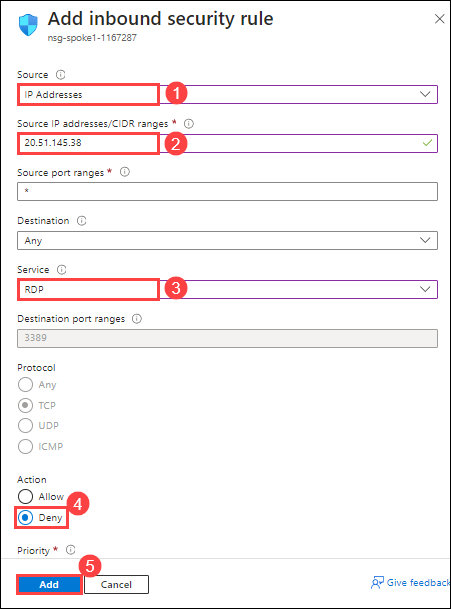 Add inbound security rule
nsg-spoke1-1167287
Source
IP Addresses
1
Source IP addresses/CIDR ranges *
20.51.145.38
2
Source port ranges *
*
Destination
Any
Service
RDP
3
Destination port ranges
3389
Protocol
Any
TCP
UDP
ICMP
Action
Allow
4
Deny
Priority *
5
Add Cancel Give feedback